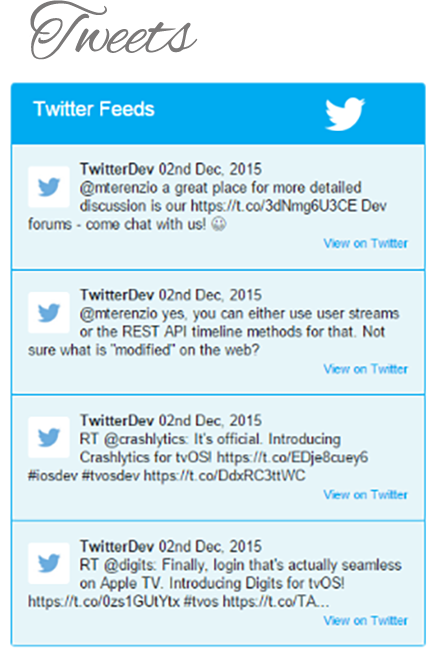 Tweets
Twitter Feeds
TwitterDev 02nd Dec, 2015
@mterenzio a great place for more detailed
discussion is our https://t.co/3dNmg6U3CE Dev
forums - come chat with us! 😀
View on Twitter
TwitterDev 02nd Dec, 2015
@mterenzio yes, you can either use user streams
or the REST API timeline methods for that. Not
sure what is "modified" on the web?
View on Twitter
TwitterDev 02nd Dec, 2015
RT @crashlytics: It's official. Introducing
Crashlytics for tvOS! https://t.co/EDje8cuey6
#iosdev #tvosdev https://t.co/DdxRC3ttWC
View on Twitter
TwitterDev 02nd Dec, 2015
RT @digits: Finally, login that's actually seamless
on Apple TV. Introducing Digits for tvOS!
https://t.co/0zs1GUtYtx #tvos https://t.co/TA...
View on Twitter